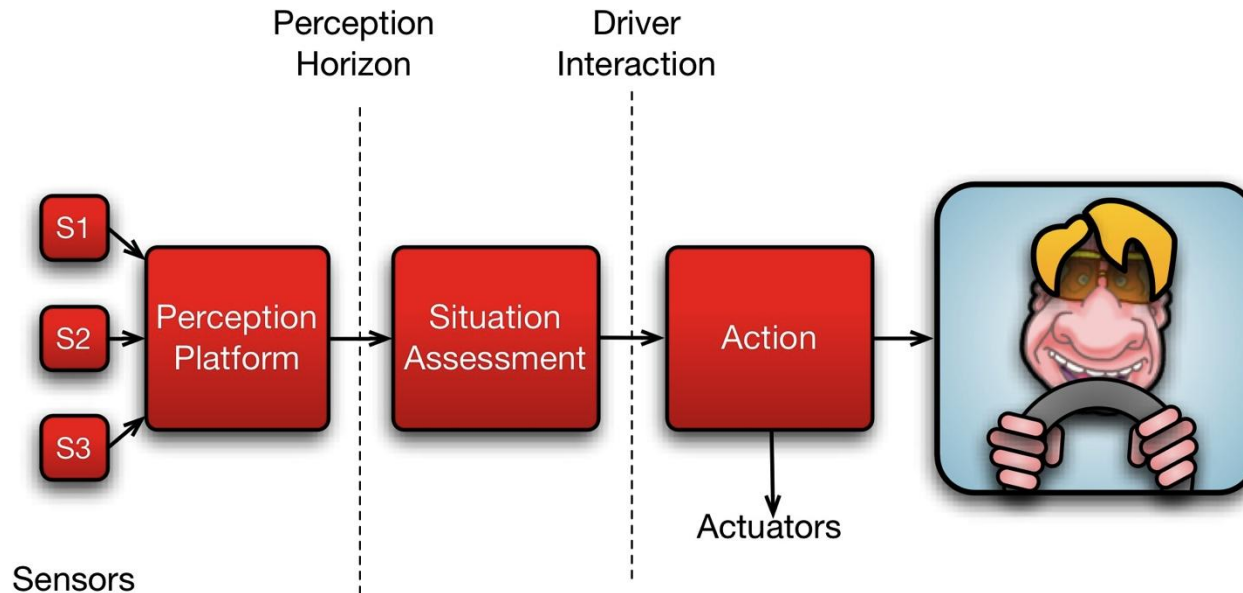 Perception
Horizon
Driver
Interaction
S1
S2
S3
Perception
Platform
Situation
Assessment
Action
Actuators
Sensors